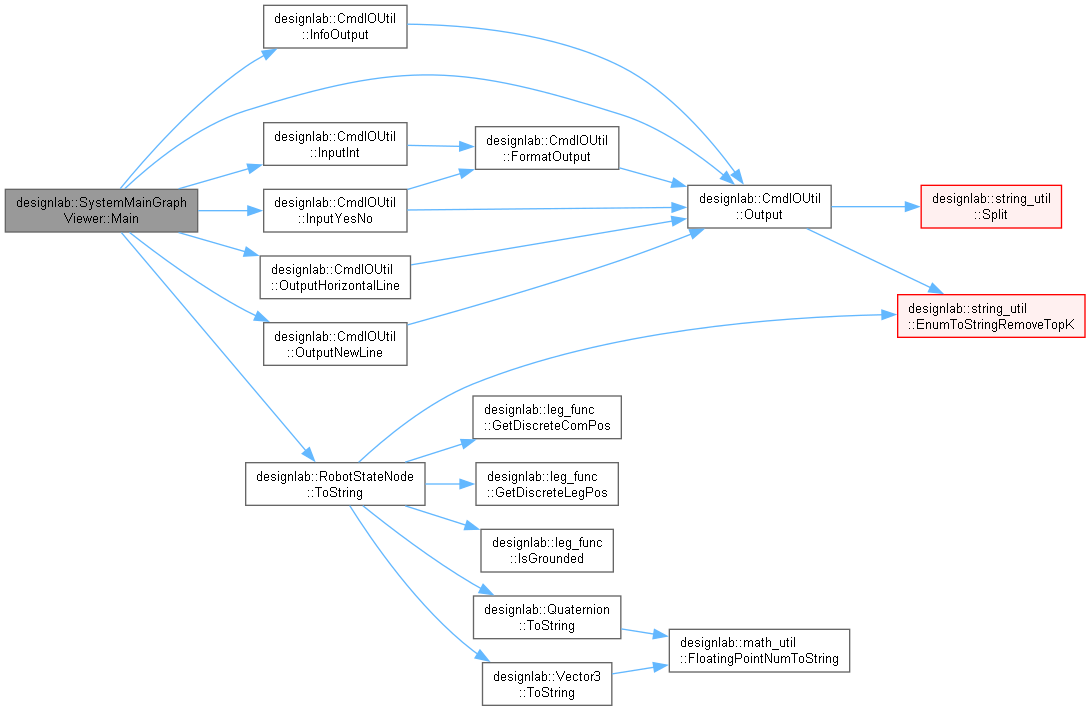 designlab::CmdIOUtil
::InfoOutput
designlab::CmdIOUtil
::InputInt
designlab::CmdIOUtil
::FormatOutput
designlab::SystemMainGraph
Viewer::Main
designlab::CmdIOUtil
::InputYesNo
designlab::CmdIOUtil
::Output
designlab::string_util
::Split
designlab::CmdIOUtil
::OutputHorizontalLine
designlab::string_util
::EnumToStringRemoveTopK
designlab::CmdIOUtil
::OutputNewLine
designlab::leg_func
::GetDiscreteComPos
designlab::RobotStateNode
::ToString
designlab::leg_func
::GetDiscreteLegPos
designlab::leg_func
::IsGrounded
designlab::Quaternion
::ToString
designlab::math_util
::FloatingPointNumToString
designlab::Vector3
::ToString